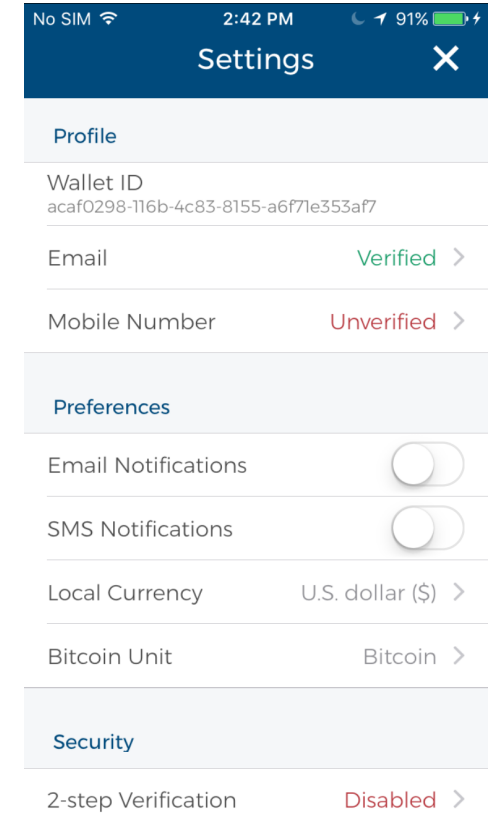 No SIM 2:42 PM 91%
Settings
Profile
Wallet ID
acaf0298-116b-4c83-8155-a6f71e353af7
Email Verified
Mobile Number Unverified
Preferences
Email Notifications
SMS Notifications
Local Currency U.S. dollar ($)
Bitcoin Unit Bitcoin
Security
2-step Verification Disabled